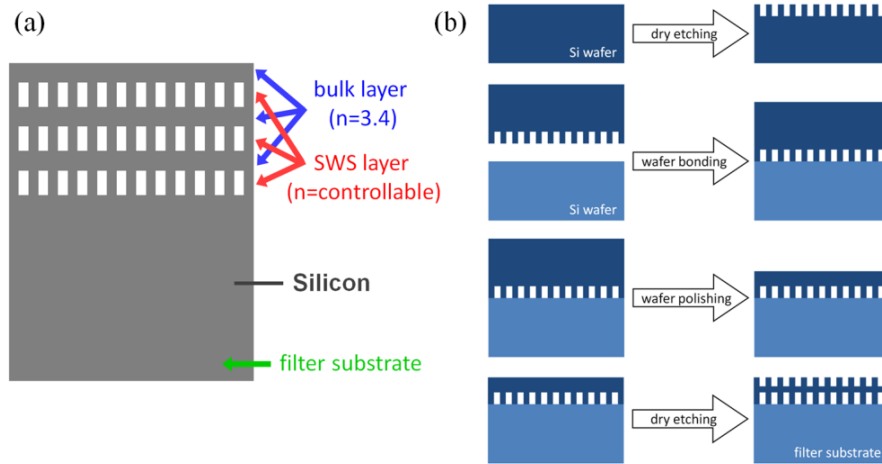 (a)
bulk layer
(n=3.4)
SWS layer
(n=controllable)
Silicon
filter substrate
(b)
Si wafer
dry etching
Si wafer
wafer bonding
wafer polishing
dry etching
filter substrate